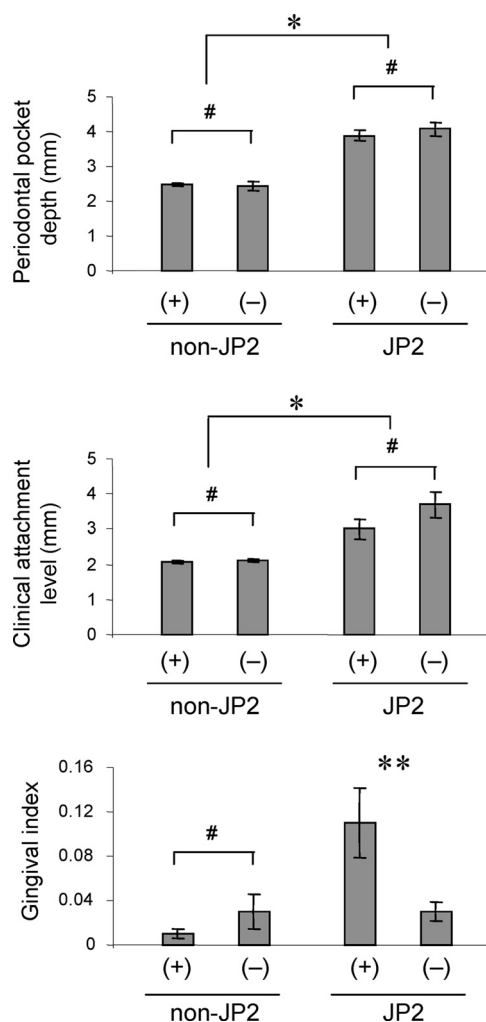 *
#
#
Periodontal pocket
depth (mm)
5
4
3
2
1
0
(+) (–) (+) (–)
non-JP2 JP2
*
#
#
Clinical attachment
level (mm)
5
4
3
2
1
0
(+) (–) (+) (–)
non-JP2 JP2
**
#
Gingival index
0.16
0.12
0.08
0.04
0
(+) (–) (+) (–)
non-JP2 JP2